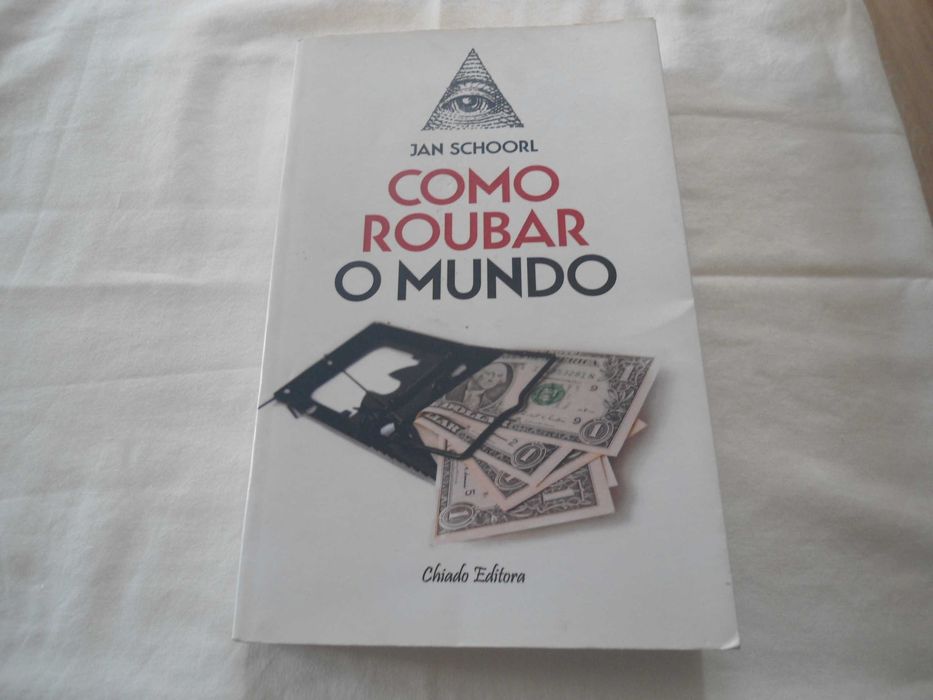 JAN SCHOORL
COMO
ROUBAR
O MUNDO
Chiado Editora